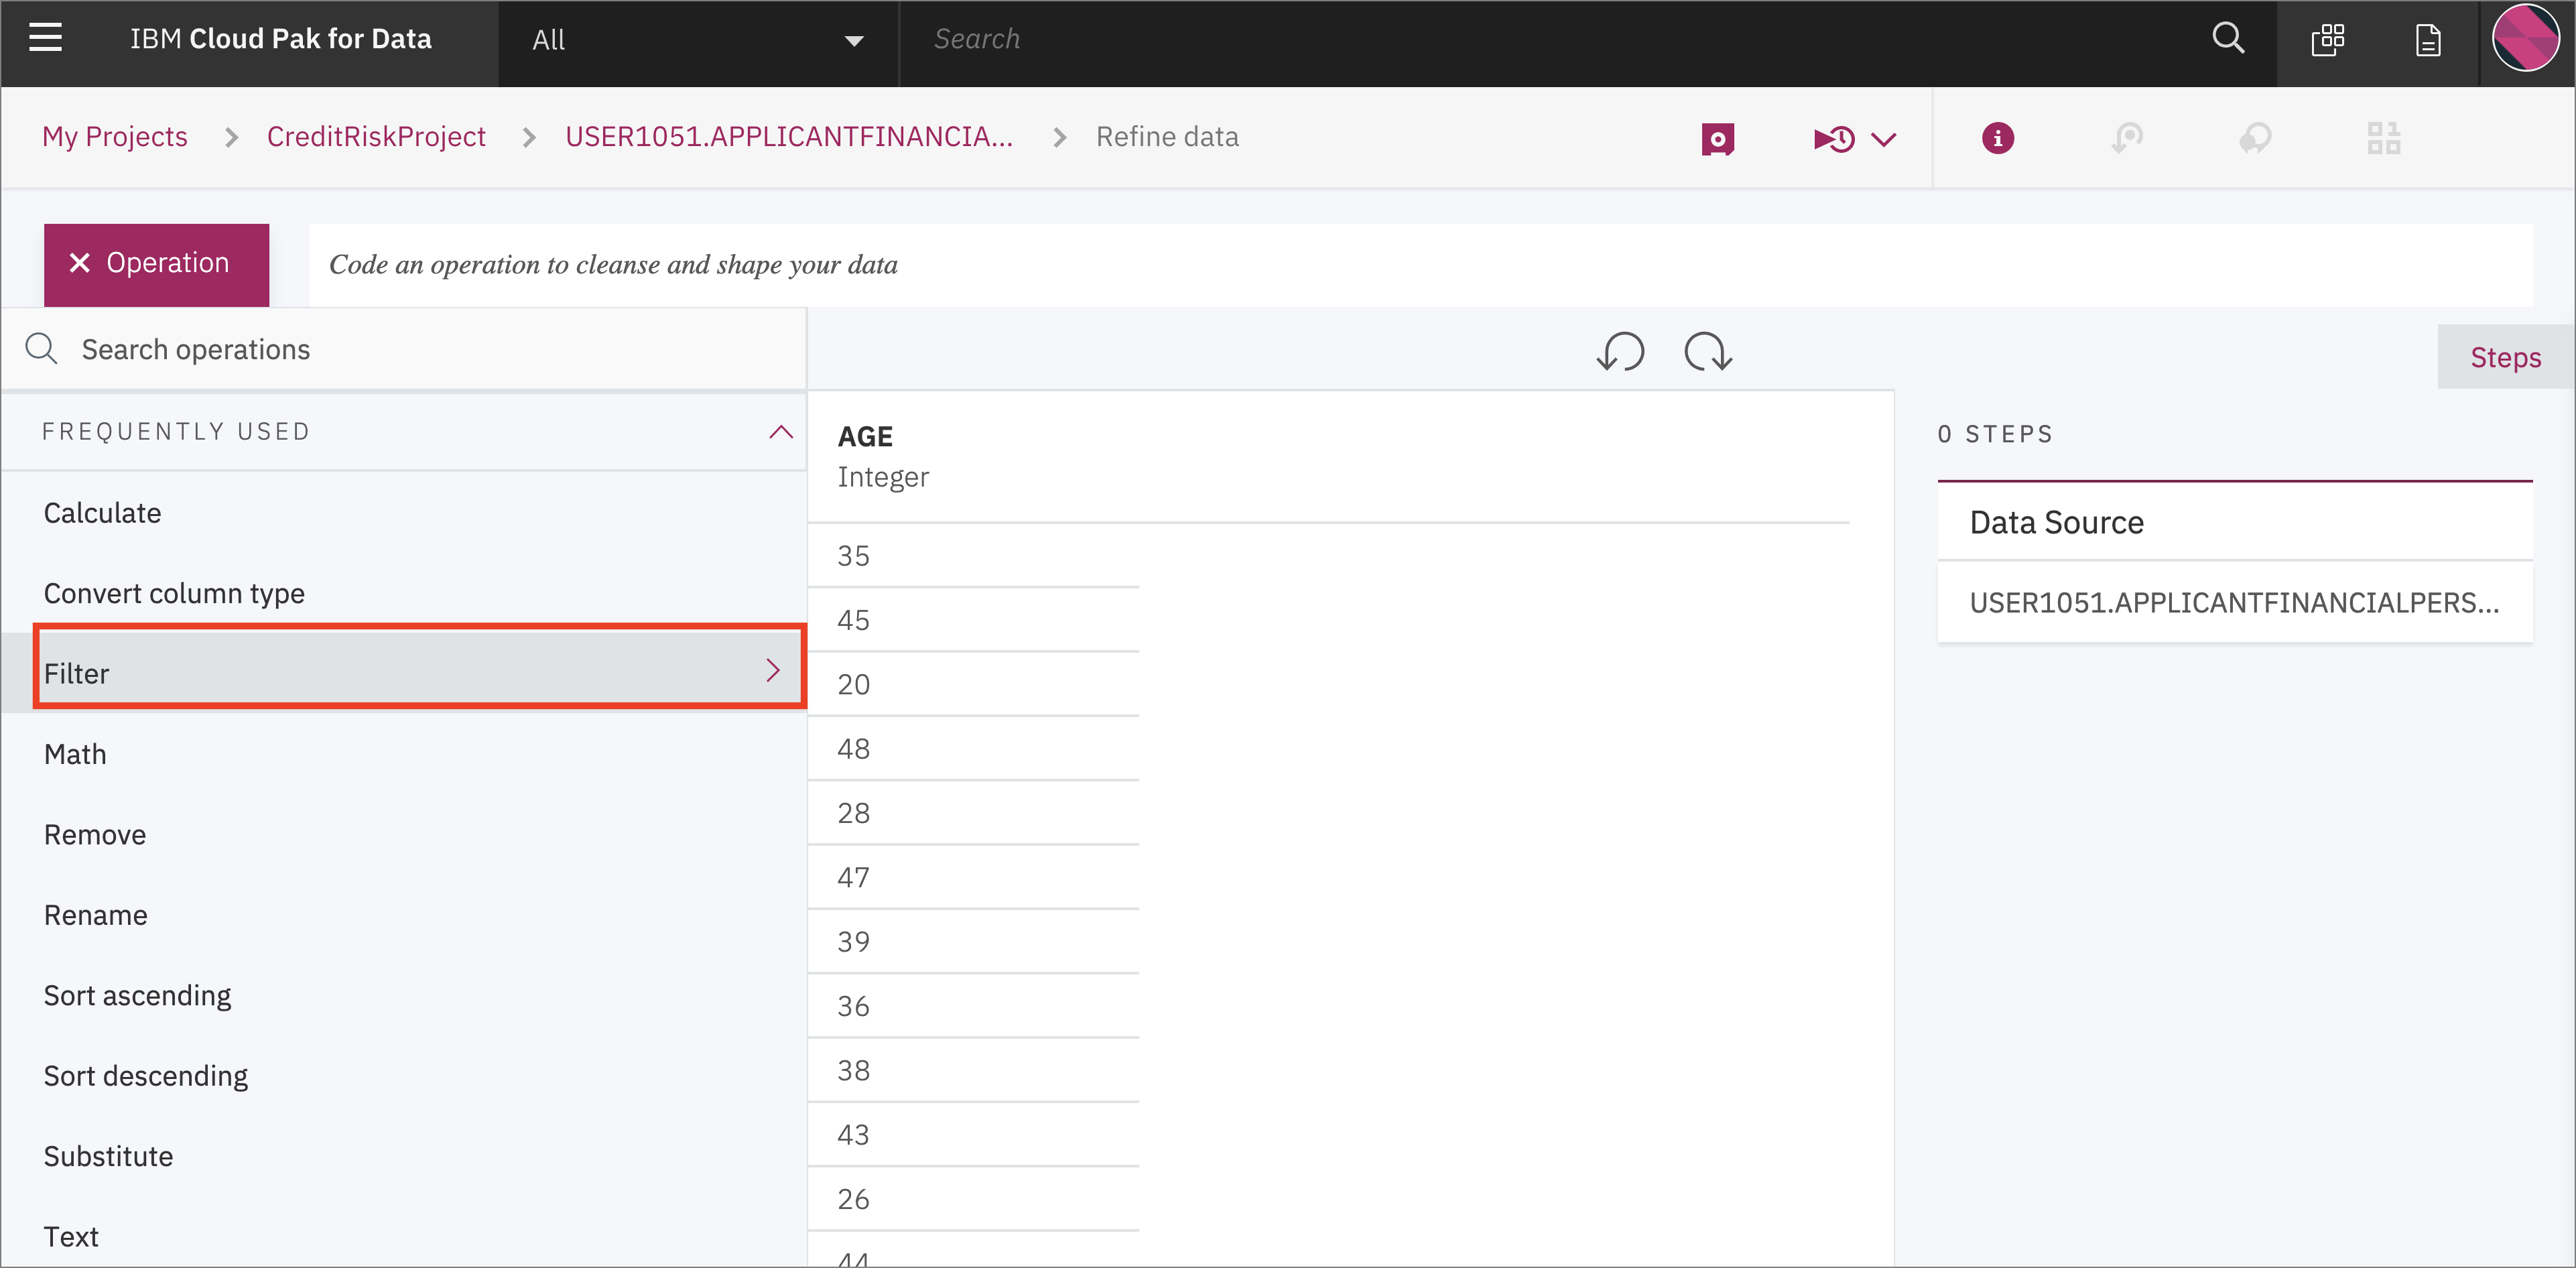 IBM Cloud Pak for Data
All
Search
My Projects
CreditRiskProject
USER1051.APPLICANTFINANCIA...
Refine data
Operation
Code an operation to cleanse and shape your data
Search operations
Steps
FREQUENTLY USED
Calculate
Convert column type
Filter
Math
Remove
Rename
Sort ascending
Sort descending
Substitute
Text
AGE
Integer
35
45
20
48
28
47
39
36
38
43
26
44
0 STEPS
Data Source
USER1051.APPLICANTFINANCIALPERS...